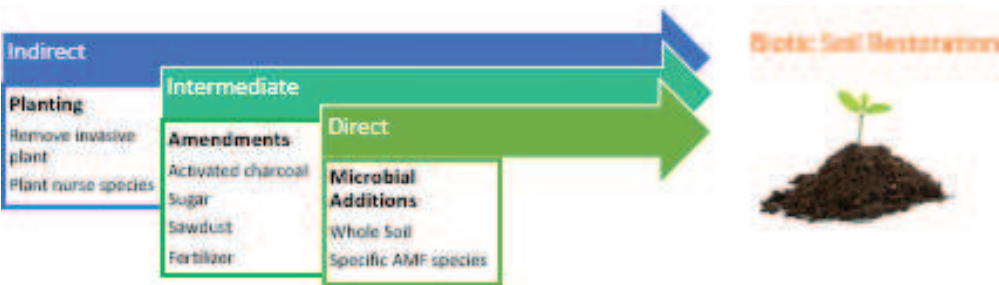 Indirect
Planting
Remove invasive
plant
Plant nurse species
Intermediate
Amendments
Activated charcoal
Sugar
Sawdust
Fertilizer
Direct
Microbial
Additions
Whole Soil
Specific AMF species
Biotic Soil Restoration